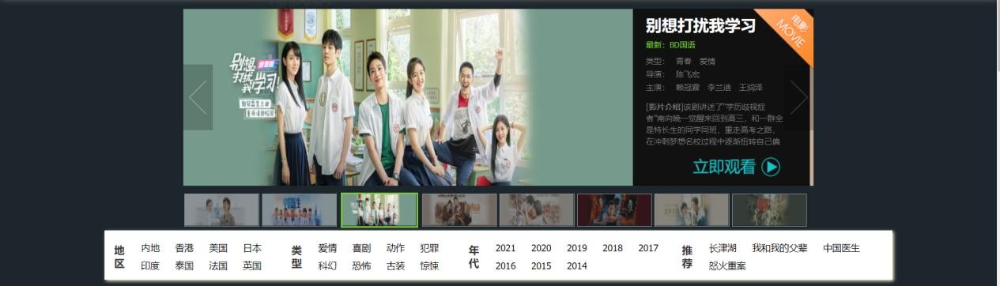 别想打扰我学习
电影
MOVIE
最新：BD国语
类型： 青春 爱情
导演： 陈飞宏
主演： 赖冠霖 李兰迪 王润泽
[影片介绍]该剧讲述了"学历歧视症
者"南向晚一觉醒来回到高三，和一群全
是特长生的同学同班，重走高考之路，
在冲刺梦想名校过程中逐渐扭转自己偏
立即观看
别想
打扰
我学习!
中国医生
地区
内地 香港 美国 日本
印度 泰国 法国 英国
类型
爱情 喜剧 动作 犯罪
科幻 恐怖 古装 惊悚
年代
2021 2020 2019 2018 2017
2016 2015 2014
推荐
长津湖 我和我的父辈 中国医生
怒火重案